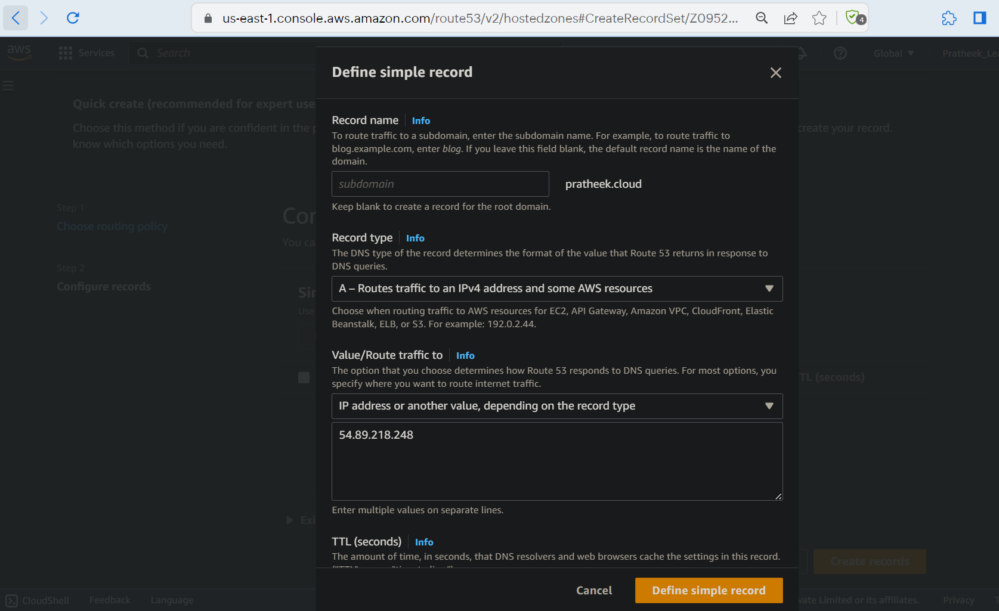 us-east-1.console.aws.amazon.com/route53/v2/hostedzones#CreateRecordSet/Z0952...
4
aws
Services
Search
Global
Pratheek_Lea
Define simple record
Quick create (recommended for expert use
Choose this method if you are confident in the p
create your record.
know which options you need.
Record name
Info
To route traffic to a subdomain, enter the subdomain name. For example, to route traffic to
blog.example.com, enter blog. If you leave this field blank, the default record name is the name of the
domain.
subdomain
pratheek.cloud
Keep blank to create a record for the root domain.
Step 1
Choose routing policy
Step 2
Configure records
Con
You ca
Sin
Use
Record type
Info
The DNS type of the record determines the format of the value that Route 53 returns in response to
DNS queries.
A – Routes traffic to an IPv4 address and some AWS resources
Choose when routing traffic to AWS resources for EC2, API Gateway, Amazon VPC, CloudFront, Elastic
Beanstalk, ELB, or S3. For example: 192.0.2.44.
Value/Route traffic to
Info
The option that you choose determines how Route 53 responds to DNS queries. For most options, you
specify where you want to route internet traffic.
TL (seconds)
IP address or another value, depending on the record type
54.89.218.248
Enter multiple values on separate lines.
Exi
TTL (seconds)
Info
The amount of time, in seconds, that DNS resolvers and web browsers cache the settings in this record.
Create records
Cancel
Define simple record
CloudShell
Feedback
Language
vate Limited or its affiliates.
Privacy